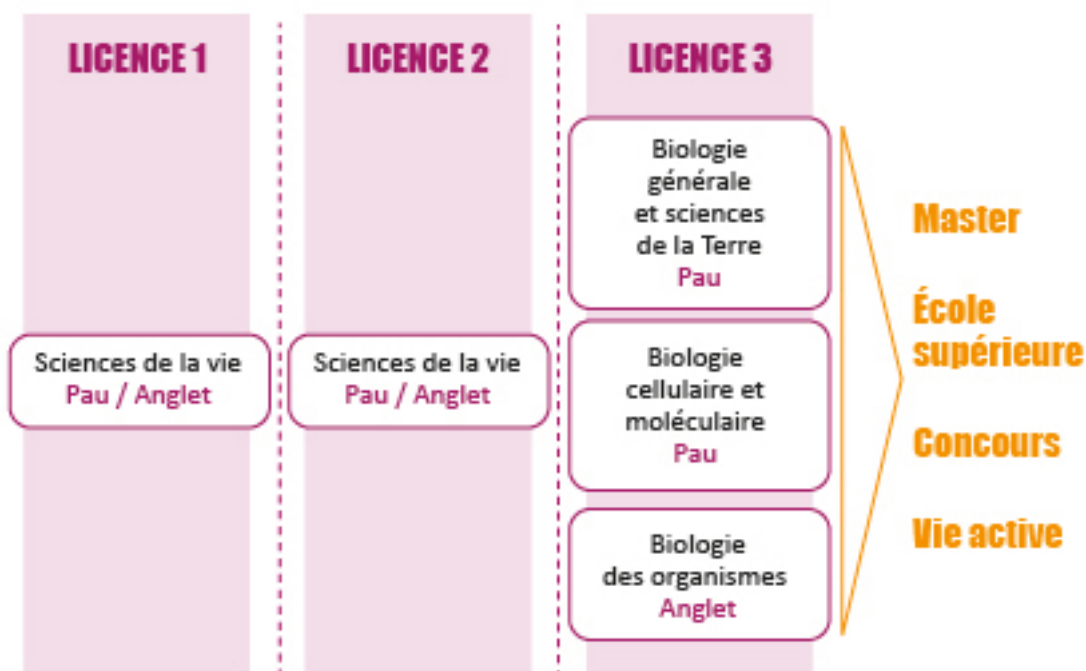 LICENCE 1
Sciences de la vie
Pau / Anglet
LICENCE 2
Sciences de la vie
Pau / Anglet
LICENCE 3
Biologie
générale
et sciences
de la Terre
Pau
Biologie
cellulaire et
moléculaire
Pau
Biologie
des organismes
Anglet
Master
École
supérieure
Concours
Vie active